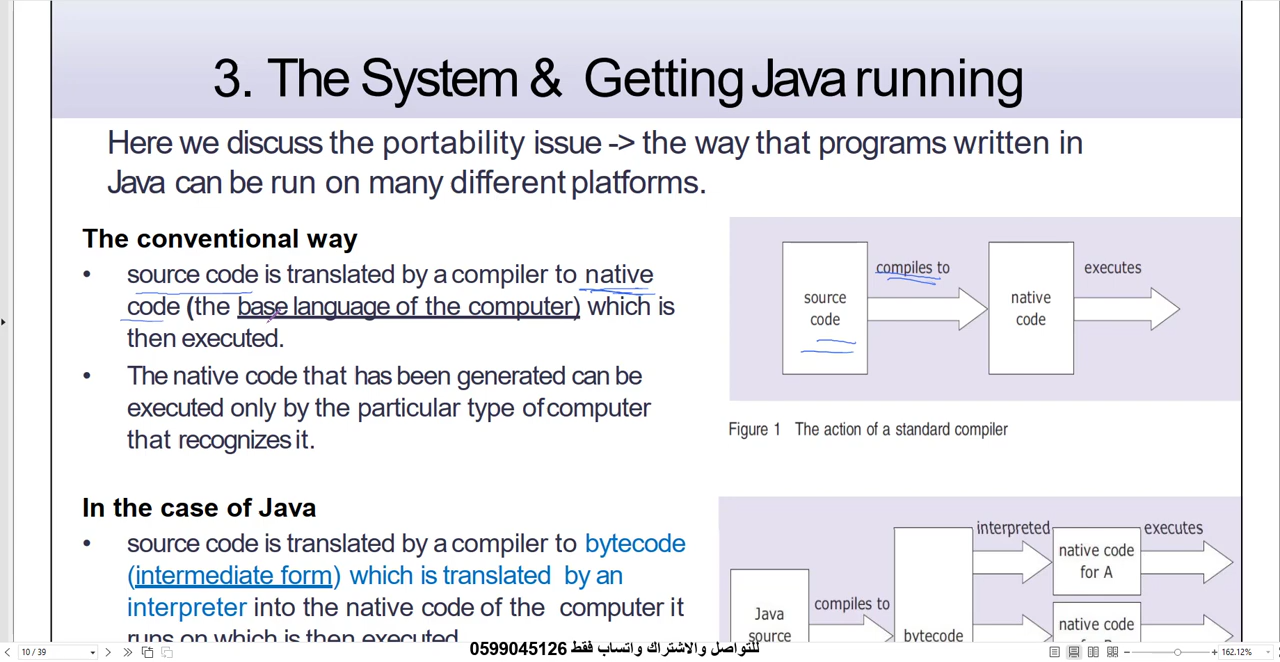 3. The System & Getting Java running
Here we discuss the portability issue -> the way that programs written in
Java can be run on many different platforms.
The conventional way
• source code is translated by a compiler to native
code (the base language of the computer) which is
then executed.
• The native code that has been generated can be
executed only by the particular type of computer
that recognizes it.
source
code
compiles to
native
code
executes
Figure 1 The action of a standard compiler
In the case of Java
• source code is translated by a compiler to bytecode
(intermediate form) which is translated by an
interpreter into the native code of the computer it
runs on which is then executed.
Java
source
compiles to
bytecode
interpreted
native code
for A
executes
native code
10 / 39
للتواصل والاشتراك واتساب فقط 0599045126
162.12%